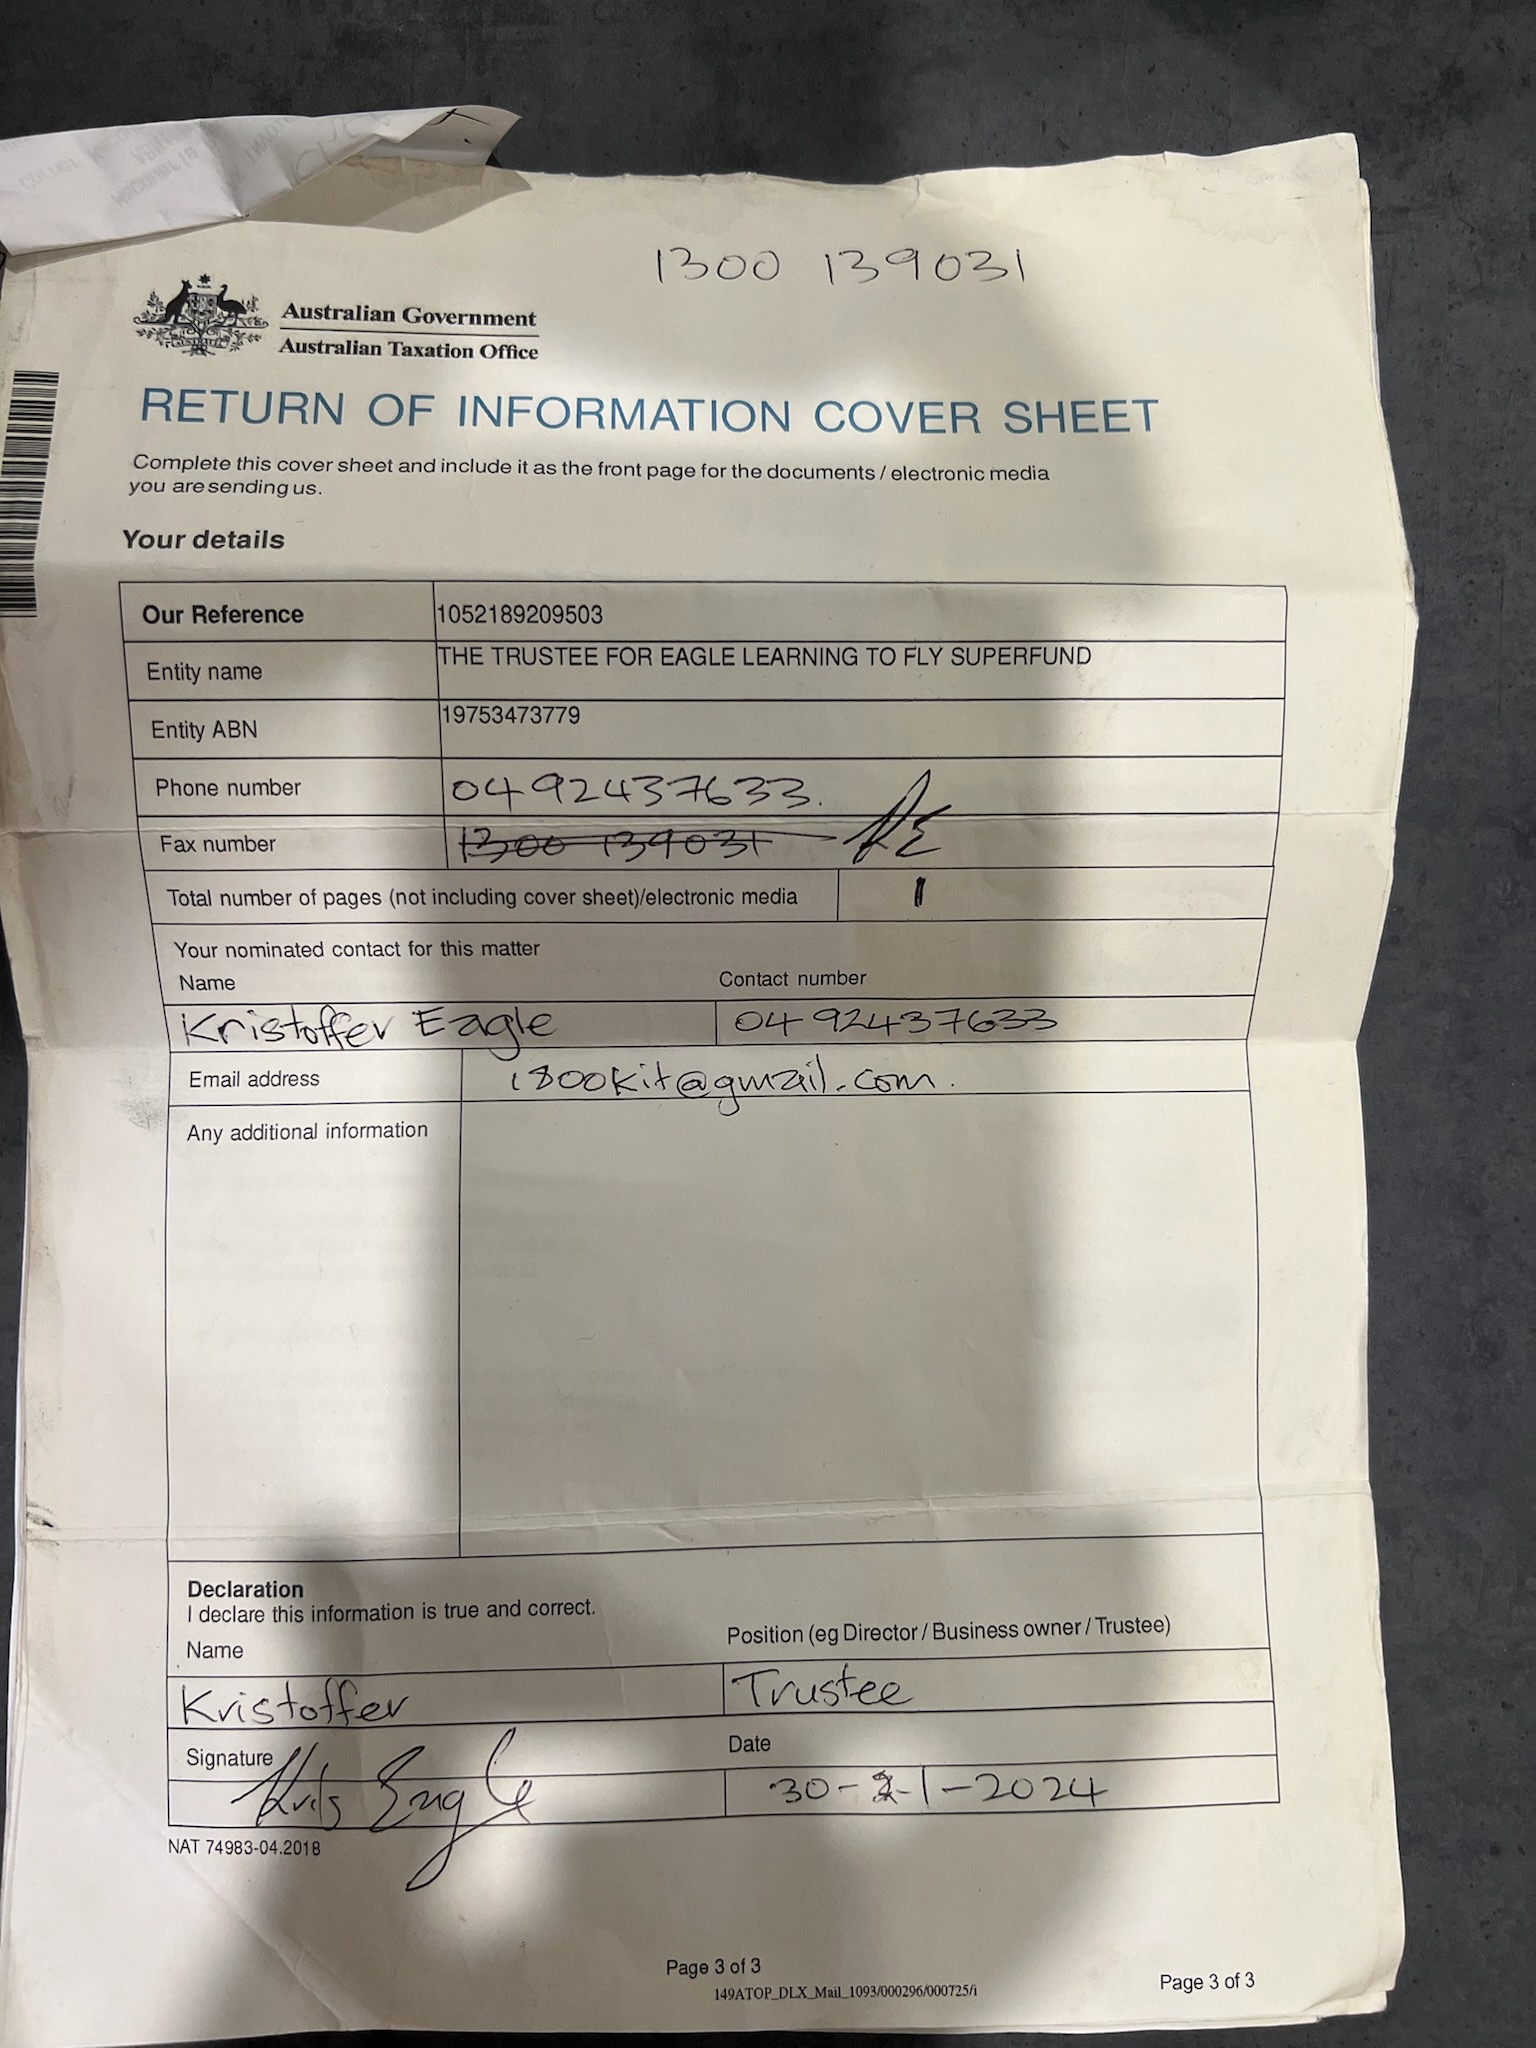 1300 139031
Australian Government
Australian Taxation Office
RETURN OF INFORMATION COVER SHEET
Complete this cover sheet and include it as the front page for the documents / electronic media
you are sending us.
Your details
Our Reference 1052189209503
Entity name THE TRUSTEE FOR EAGLE LEARNING TO FLY SUPERFUND
Entity ABN 19753473779
Phone number 0492437633.
Fax number 1300 139031 KE
Total number of pages (not including cover sheet)/electronic media 1
Your nominated contact for this matter
Name Contact number
Kristoffer Eagle 0492437633
Email address 1800kit@gmail.com.
Any additional information
Declaration
I declare this information is true and correct.
Name Position (eg Director / Business owner / Trustee)
Kristoffer Trustee
Signature Date
Kris Eagle 30-1-2024
NAT 74983-04.2018
Page 3 of 3
149ATOP_DLX_Mail_1093/000296/000725/i
Page 3 of 3